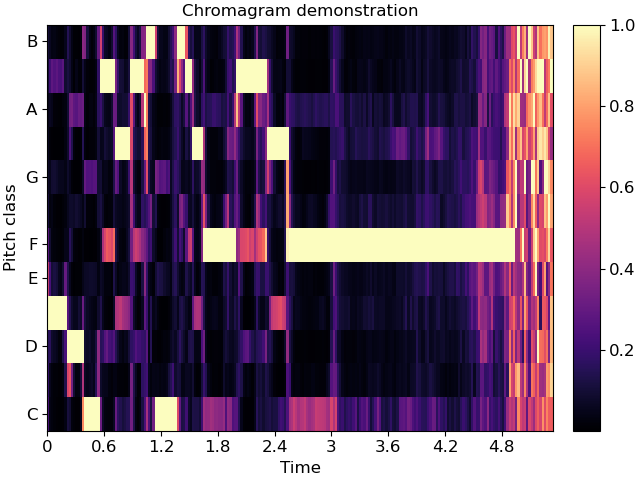 Chromagram demonstration
Pitch class
B
A
G
F
E
D
C
0 0.6 1.2 1.8 2.4 3 3.6 4.2 4.8
Time
1.0
0.8
0.6
0.4
0.2